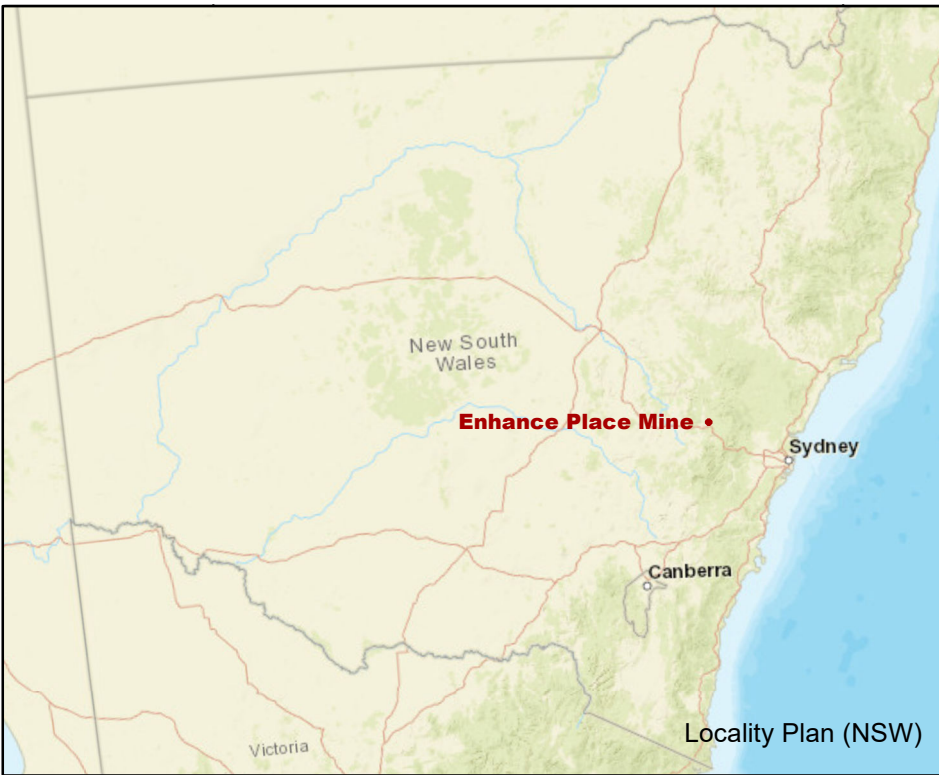 New South
Wales
Enhance Place Mine
Sydney
Canberra
Locality Plan (NSW)
Victoria